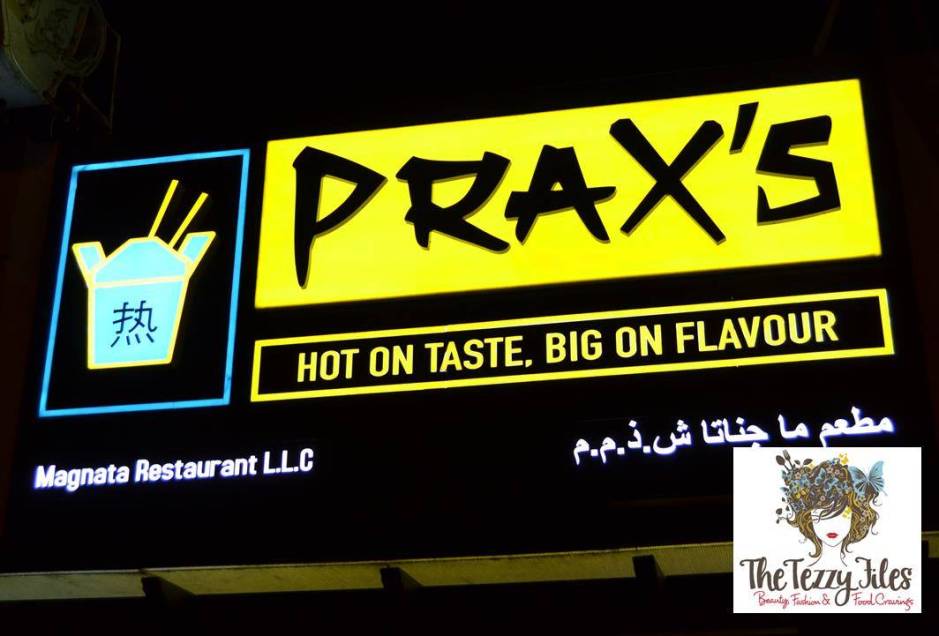 PRAX'S
热
HOT ON TASTE, BIG ON FLAVOUR
مطعم ما جناتا ش.ذ.م.م
Magnata Restaurant L.L.C
The Tezzy Files
Beauty, Fashion & Food Cravings